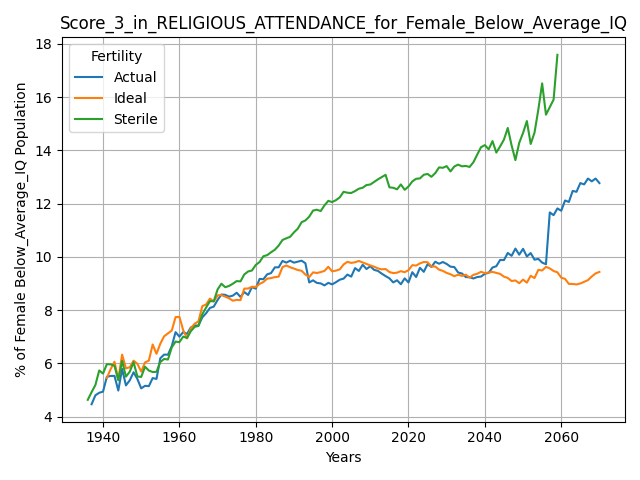 Score_3_in_RELIGIOUS_ATTENDANCE_for_Female_Below_Average_IQ
Fertility
Actual
Ideal
Sterile
% of Female Below_Average_IQ Population
18
16
14
12
10
8
6
4
1940 1960 1980 2000 2020 2040 2060
Years